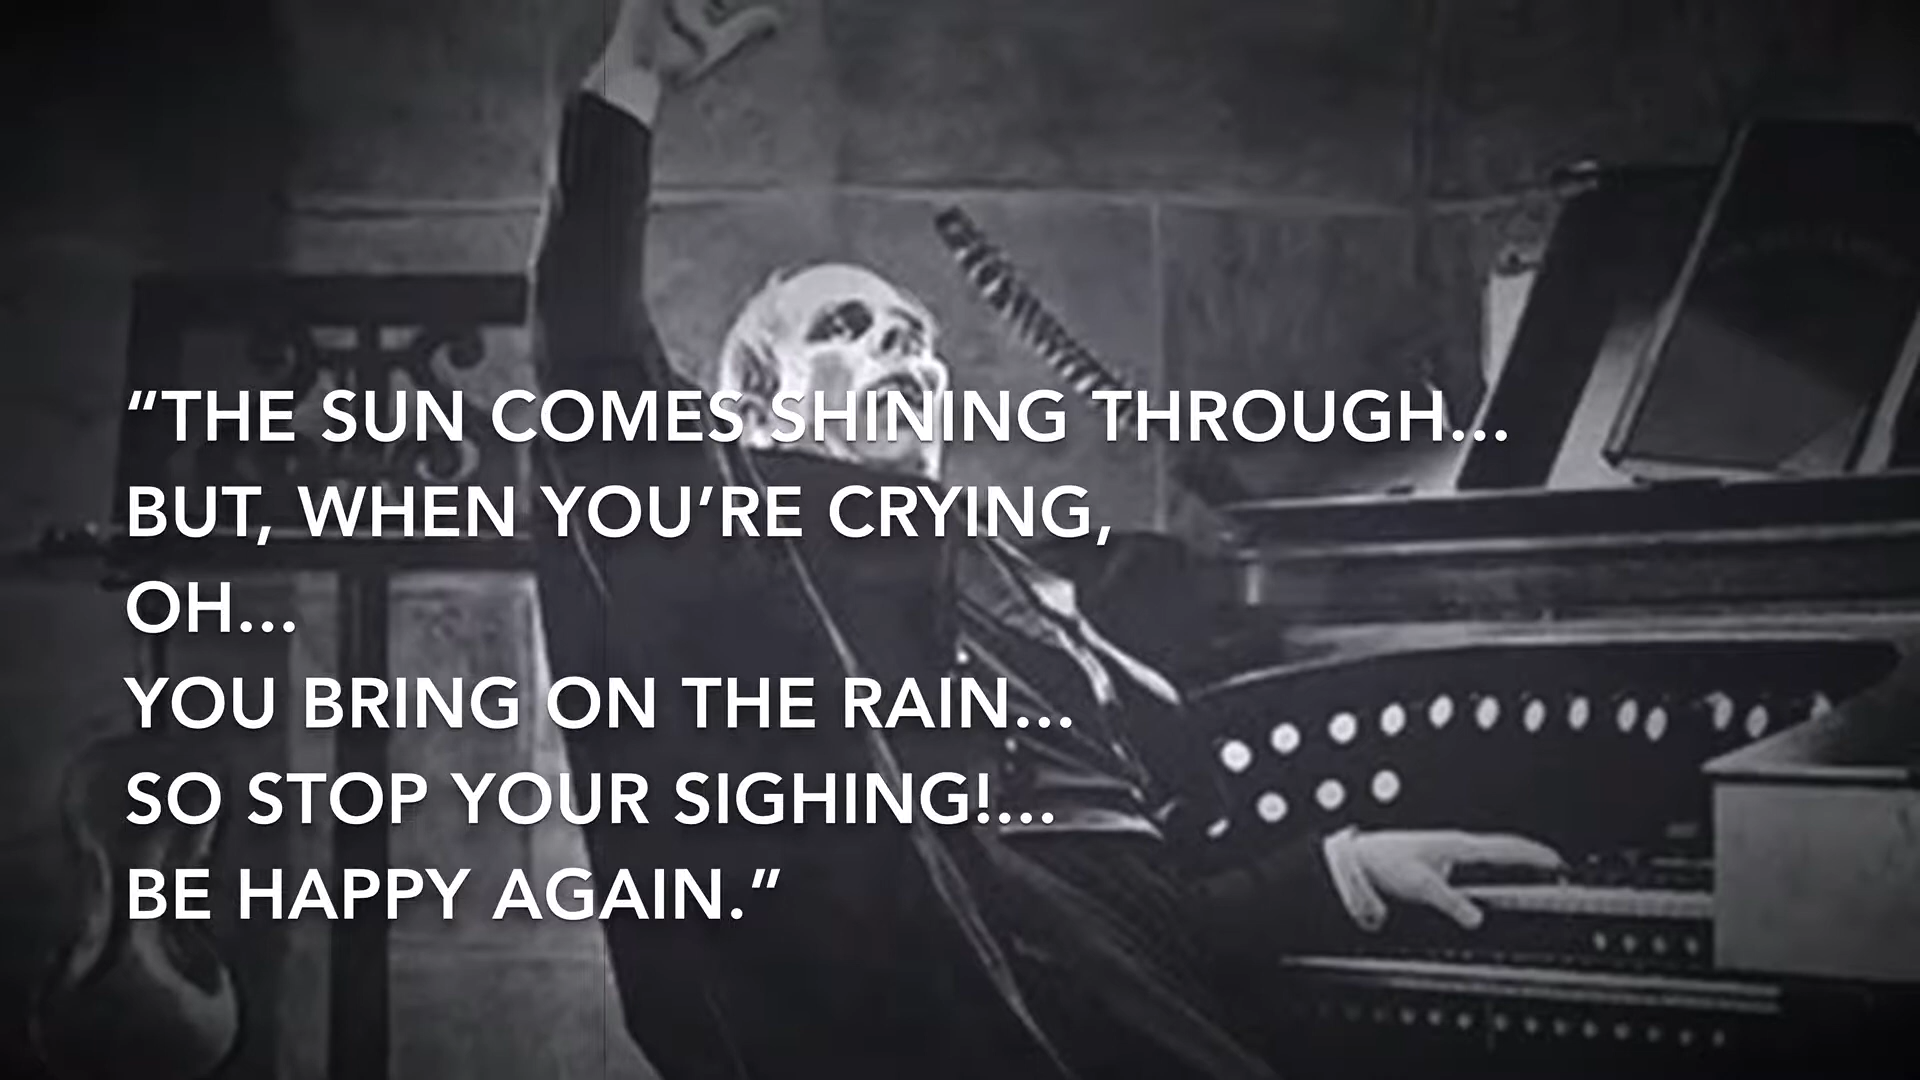 “THE SUN COMES SHINING THROUGH...
BUT, WHEN YOU’RE CRYING,
OH...
YOU BRING ON THE RAIN...
SO STOP YOUR SIGHING!...
BE HAPPY AGAIN.”